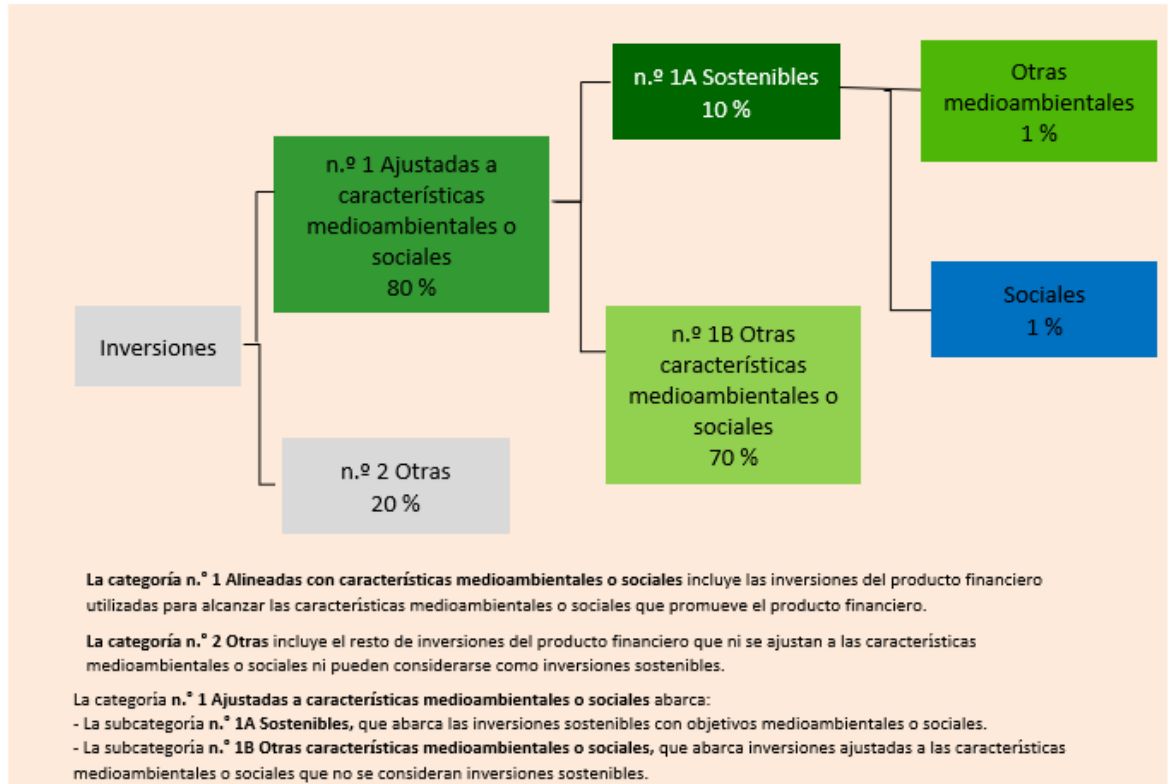 n.º 1A Sostenibles
10 %
Otras
medioambientales
1 %
n.º 1 Ajustadas a
características
medioambientales o
sociales
80 %
Sociales
1 %
Inversiones
n.º 1B Otras
características
medioambientales o
sociales
70 %
n.º 2 Otras
20 %
La categoría n.° 1 Alineadas con características medioambientales o sociales incluye las inversiones del producto financiero
utilizadas para alcanzar las características medioambientales o sociales que promueve el producto financiero.
La categoría n.° 2 Otras incluye el resto de inversiones del producto financiero que ni se ajustan a las características
medioambientales o sociales ni pueden considerarse como inversiones sostenibles.
La categoría n.° 1 Ajustadas a características medioambientales o sociales abarca:
- La subcategoría n.° 1A Sostenibles, que abarca las inversiones sostenibles con objetivos medioambientales o sociales.
- La subcategoría n.° 1B Otras características medioambientales o sociales, que abarca inversiones ajustadas a las características
medioambientales o sociales que no se consideran inversiones sostenibles.